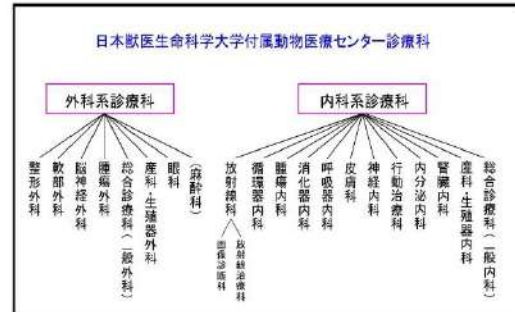 日本獣医生命科学大学付属動物医療センター診療科
外科系診療科
内科系診療科
整形外科
軟部外科
脳神経外科
腫瘍外科
総合診療科(一般外科)
産科・生殖器外科
眼科
(麻酔科)
放射線科
循環器内科
腫瘍内科
消化器内科
呼吸器内科
皮膚科
神経内科
行動治療科
内分泌内科
腎臓内科
産科・生殖器内科
総合診療科(一般内科)
画像診断科
放射線治療科